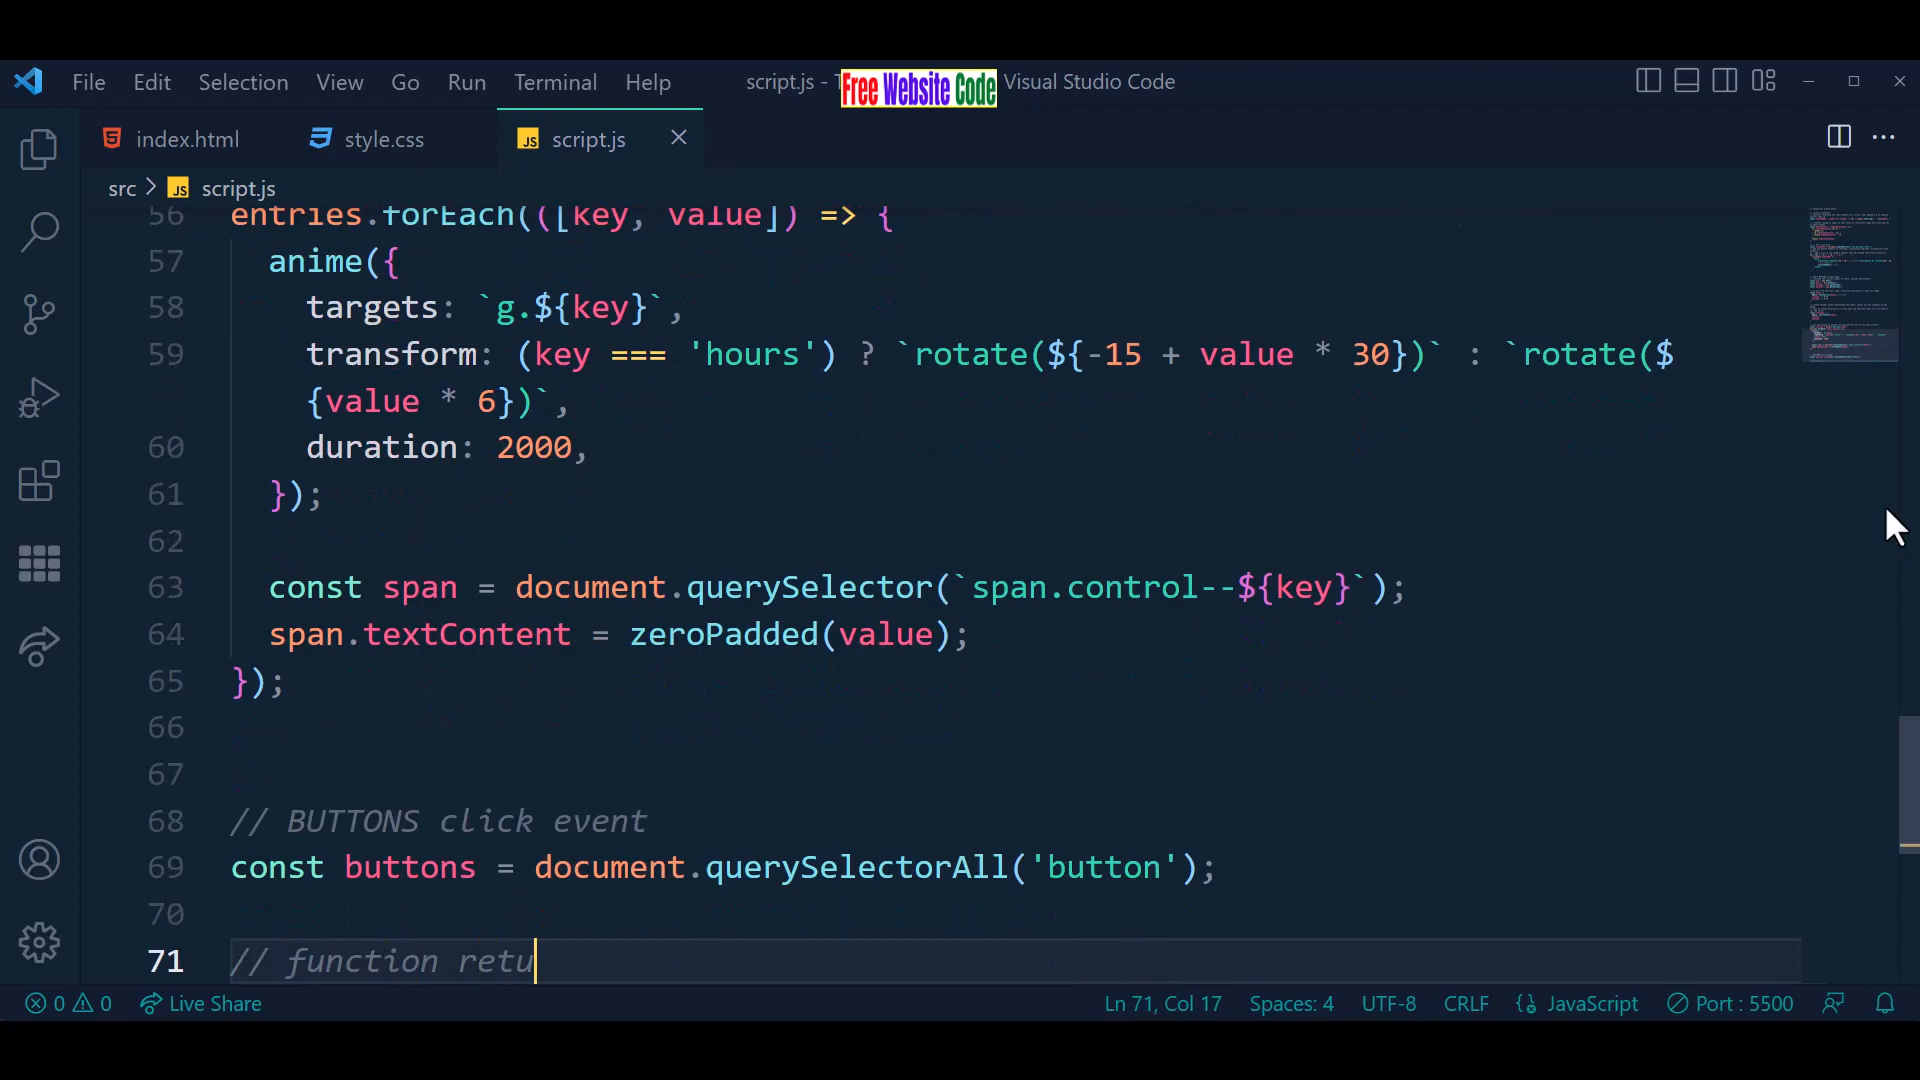 File Edit Selection View Go Run Terminal Help script.js - Free Website Code Visual Studio Code
index.html style.css JS script.js
src JS script.js
56 entries.forEach(([key, value]) => {
57 anime({
58 targets: `g.${key}`,
59 transform: (key === 'hours') ? `rotate(${-15 + value * 30})` : `rotate($
{value * 6})`,
60 duration: 2000,
61 });
62
63 const span = document.querySelector(`span.control--${key}`);
64 span.textContent = zeroPadded(value);
65 });
66
67
68 // BUTTONS click event
69 const buttons = document.querySelectorAll('button');
70
71 // function retu
0 0 Live Share Ln 71, Col 17 Spaces: 4 UTF-8 CRLF JavaScript Port : 5500